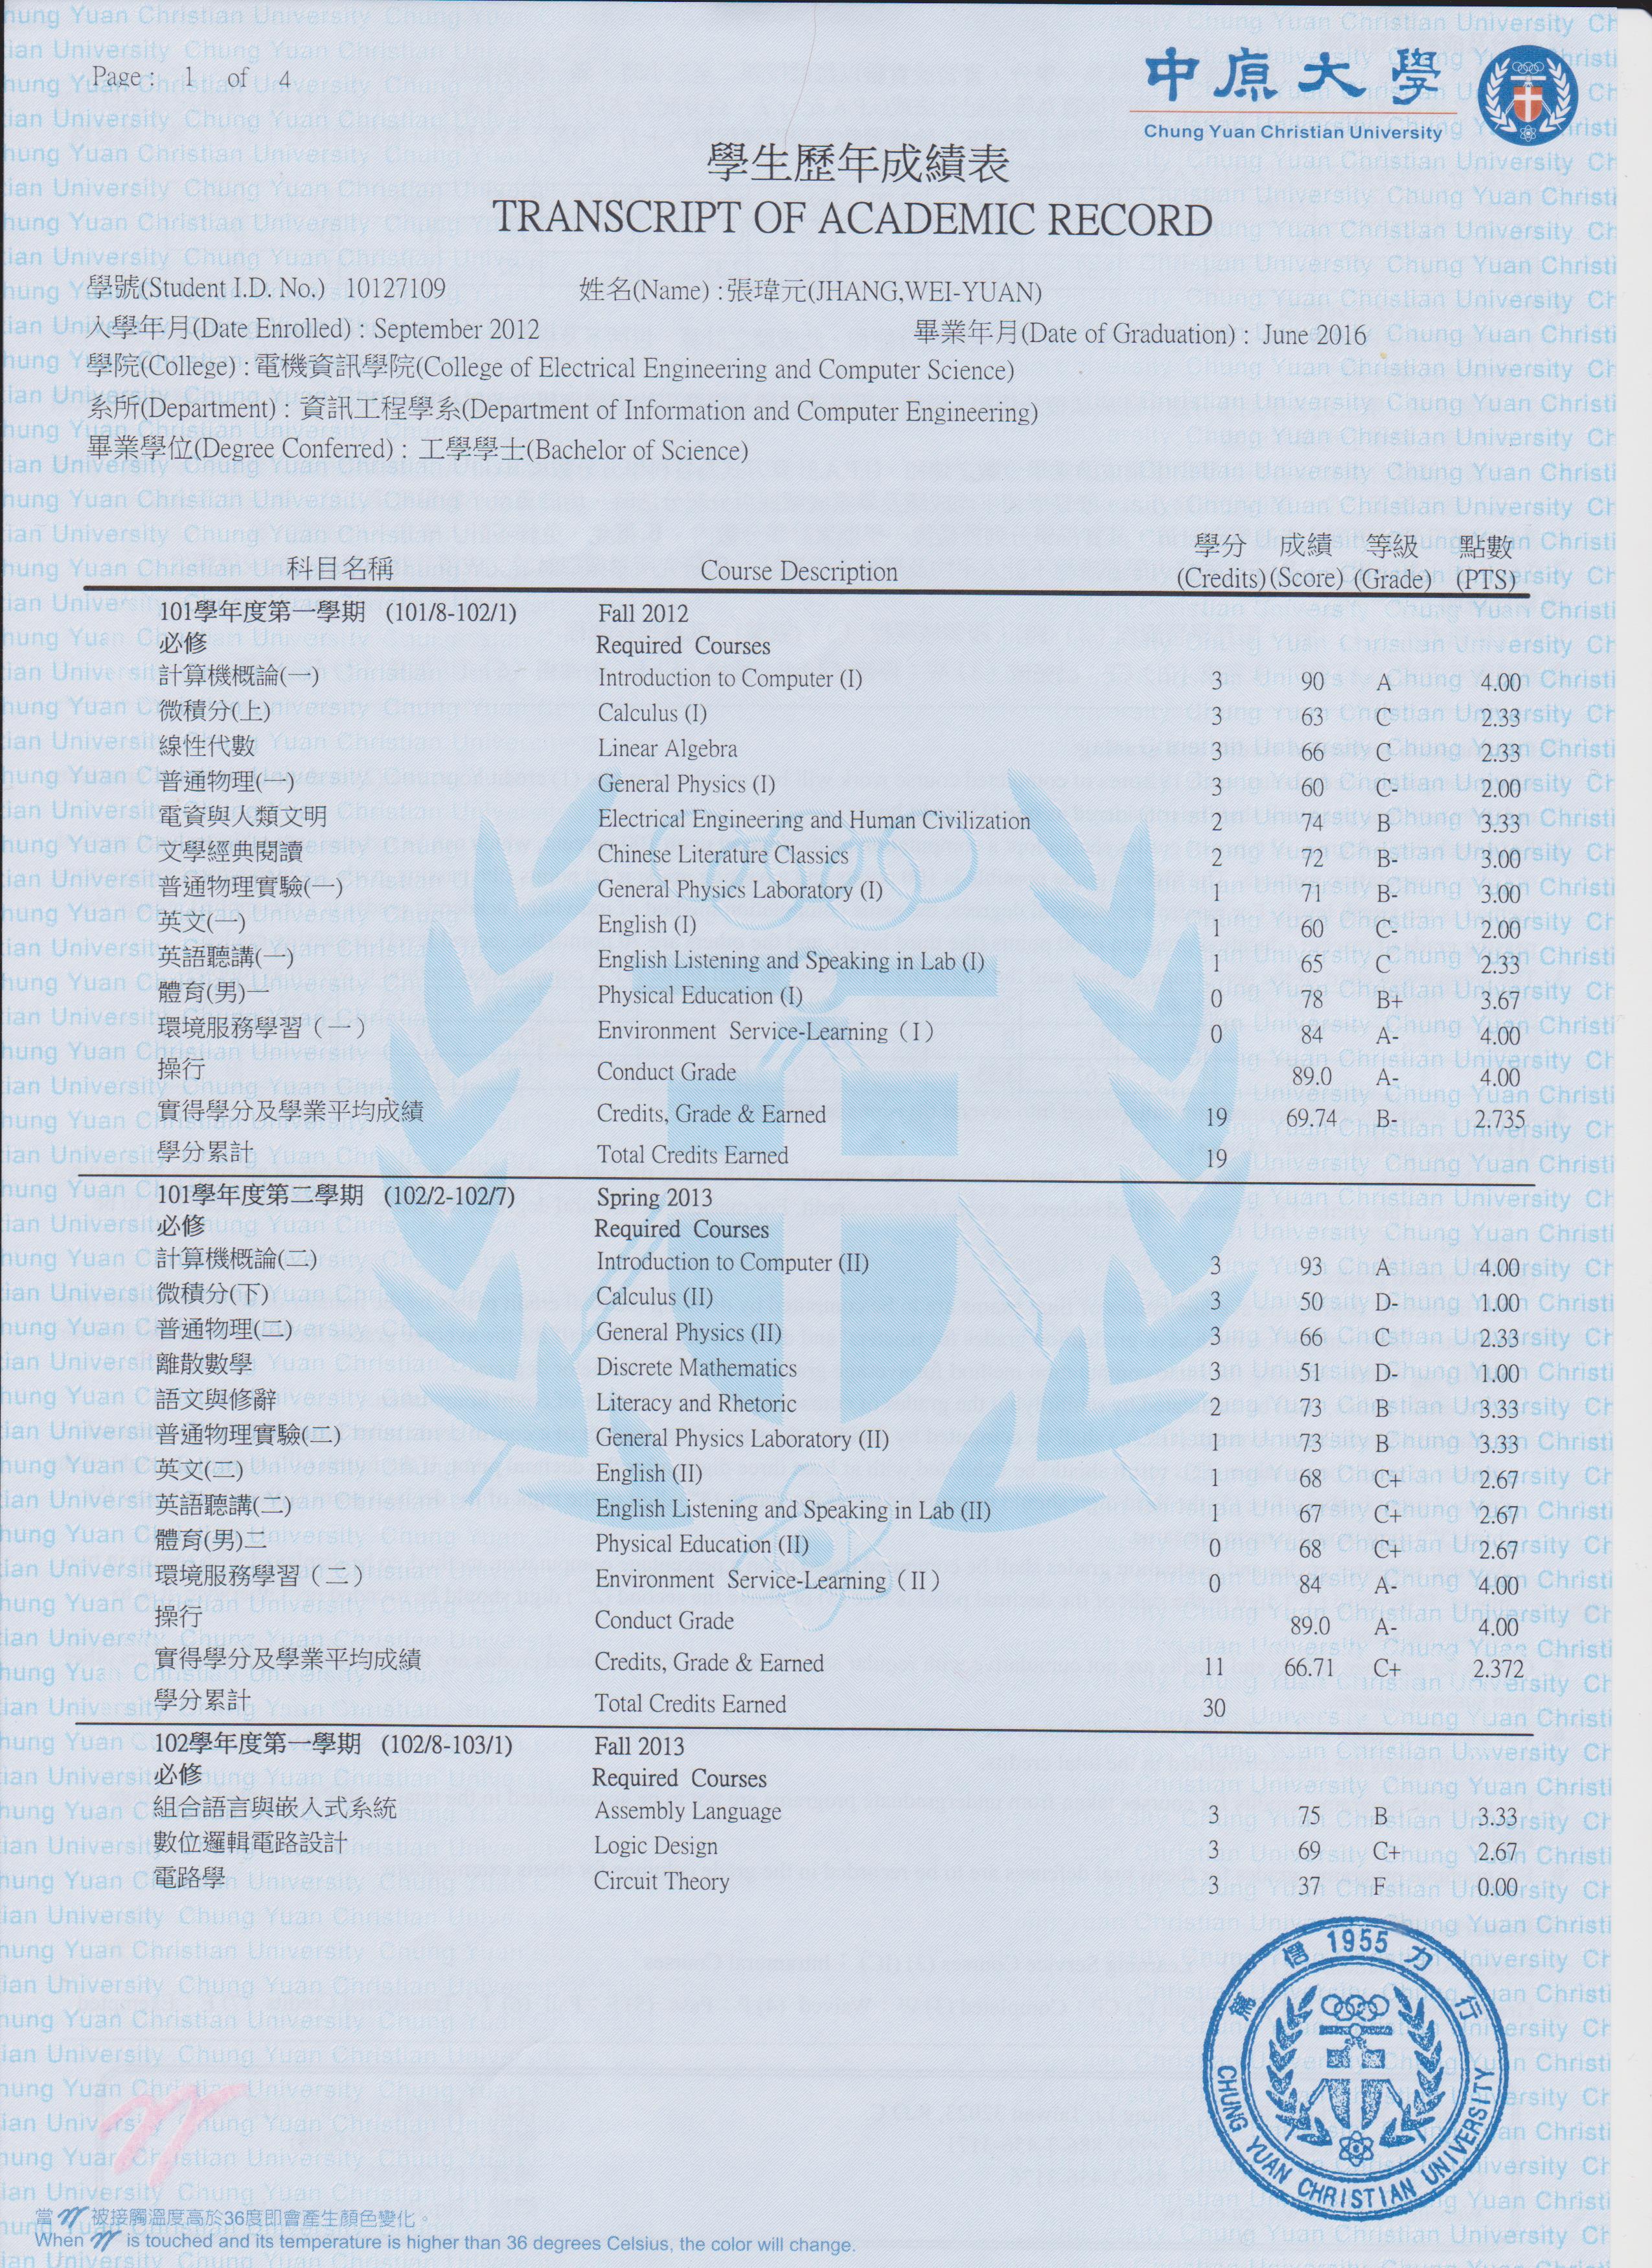 Page : 1 of 4
中原大學
Chung Yuan Christian University
學生歷年成績表
TRANSCRIPT OF ACADEMIC RECORD
學號(Student I.D. No.) 10127109 姓名(Name) : 張瑋元(JHANG,WEI-YUAN)
入學年月(Date Enrolled) : September 2012 畢業年月(Date of Graduation) : June 2016
學院(College) : 電機資訊學院(College of Electrical Engineering and Computer Science)
系所(Department) : 資訊工程學系(Department of Information and Computer Engineering)
畢業學位(Degree Conferred) : 工學學士(Bachelor of Science)
學分 成績 等級 點數
科目名稱 Course Description (Credits) (Score) (Grade) (PTS)
101學年度第一學期 (101/8-102/1) Fall 2012
必修 Required Courses
計算機概論(一) Introduction to Computer (I) 3 90 A 4.00
微積分(上) Calculus (I) 3 63 C 2.33
線性代數 Linear Algebra 3 66 C 2.33
普通物理(一) General Physics (I) 3 60 C- 2.00
電資與人類文明 Electrical Engineering and Human Civilization 2 74 B 3.33
文學經典閱讀 Chinese Literature Classics 2 72 B- 3.00
普通物理實驗(一) General Physics Laboratory (I) 1 71 B- 3.00
英文(一) English (I) 1 60 C- 2.00
英語聽講(一) English Listening and Speaking in Lab (I) 1 65 C 2.33
體育(男)一 Physical Education (I) 0 78 B+ 3.67
環境服務學習（一） Environment Service-Learning（I） 0 84 A- 4.00
操行 Conduct Grade 89.0 A- 4.00
實得學分及學業平均成績 Credits, Grade & Earned 19 69.74 B- 2.735
學分累計 Total Credits Earned 19
101學年度第二學期 (102/2-102/7) Spring 2013
必修 Required Courses
計算機概論(二) Introduction to Computer (II) 3 93 A 4.00
微積分(下) Calculus (II) 3 50 D- 1.00
普通物理(二) General Physics (II) 3 66 C 2.33
離散數學 Discrete Mathematics 3 51 D- 1.00
語文與修辭 Literacy and Rhetoric 2 73 B 3.33
普通物理實驗(二) General Physics Laboratory (II) 1 73 B 3.33
英文(二) English (II) 1 68 C+ 2.67
英語聽講(二) English Listening and Speaking in Lab (II) 1 67 C+ 2.67
體育(男)二 Physical Education (II) 0 68 C+ 2.67
環境服務學習（二） Environment Service-Learning（II） 0 84 A- 4.00
操行 Conduct Grade 89.0 A- 4.00
實得學分及學業平均成績 Credits, Grade & Earned 11 66.71 C+ 2.372
學分累計 Total Credits Earned 30
102學年度第一學期 (102/8-103/1) Fall 2013
必修 Required Courses
組合語言與嵌入式系統 Assembly Language 3 75 B 3.33
數位邏輯電路設計 Logic Design 3 69 C+ 2.67
電路學 Circuit Theory 3 37 F 0.00
篤信 1955 力行
CHUNG YUAN CHRISTIAN UNIVERSITY
當 被接觸溫度高於36度即會產生顏色變化。
When is touched and its temperature is higher than 36 degrees Celsius, the color will change.